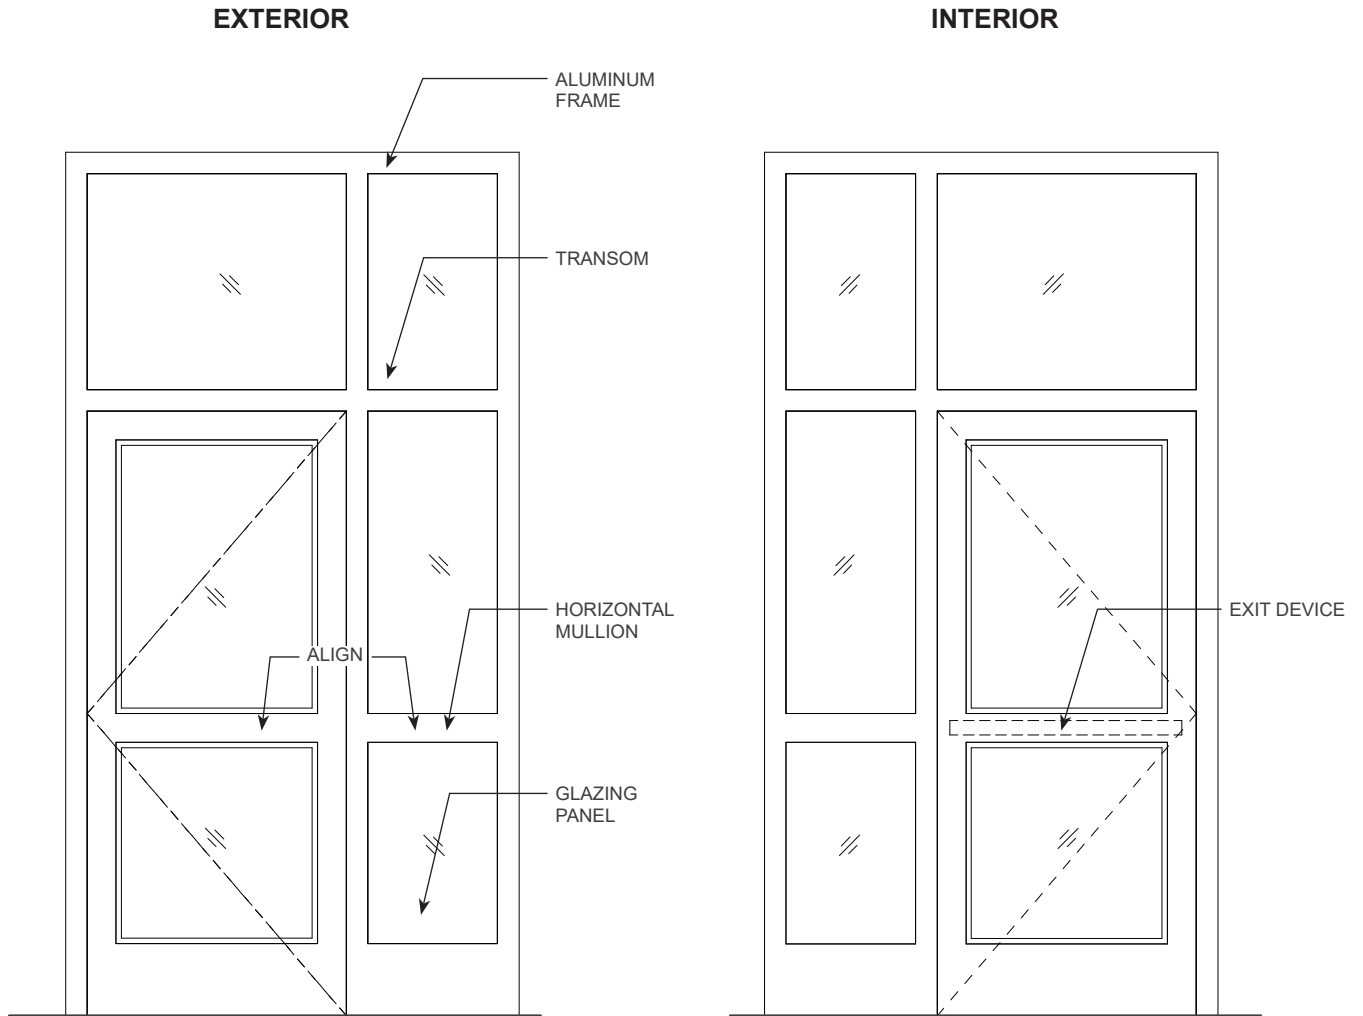 EXTERIOR
INTERIOR
ALUMINUM
FRAME
TRANSOM
HORIZONTAL
MULLION
EXIT DEVICE
ALIGN
GLAZING
PANEL